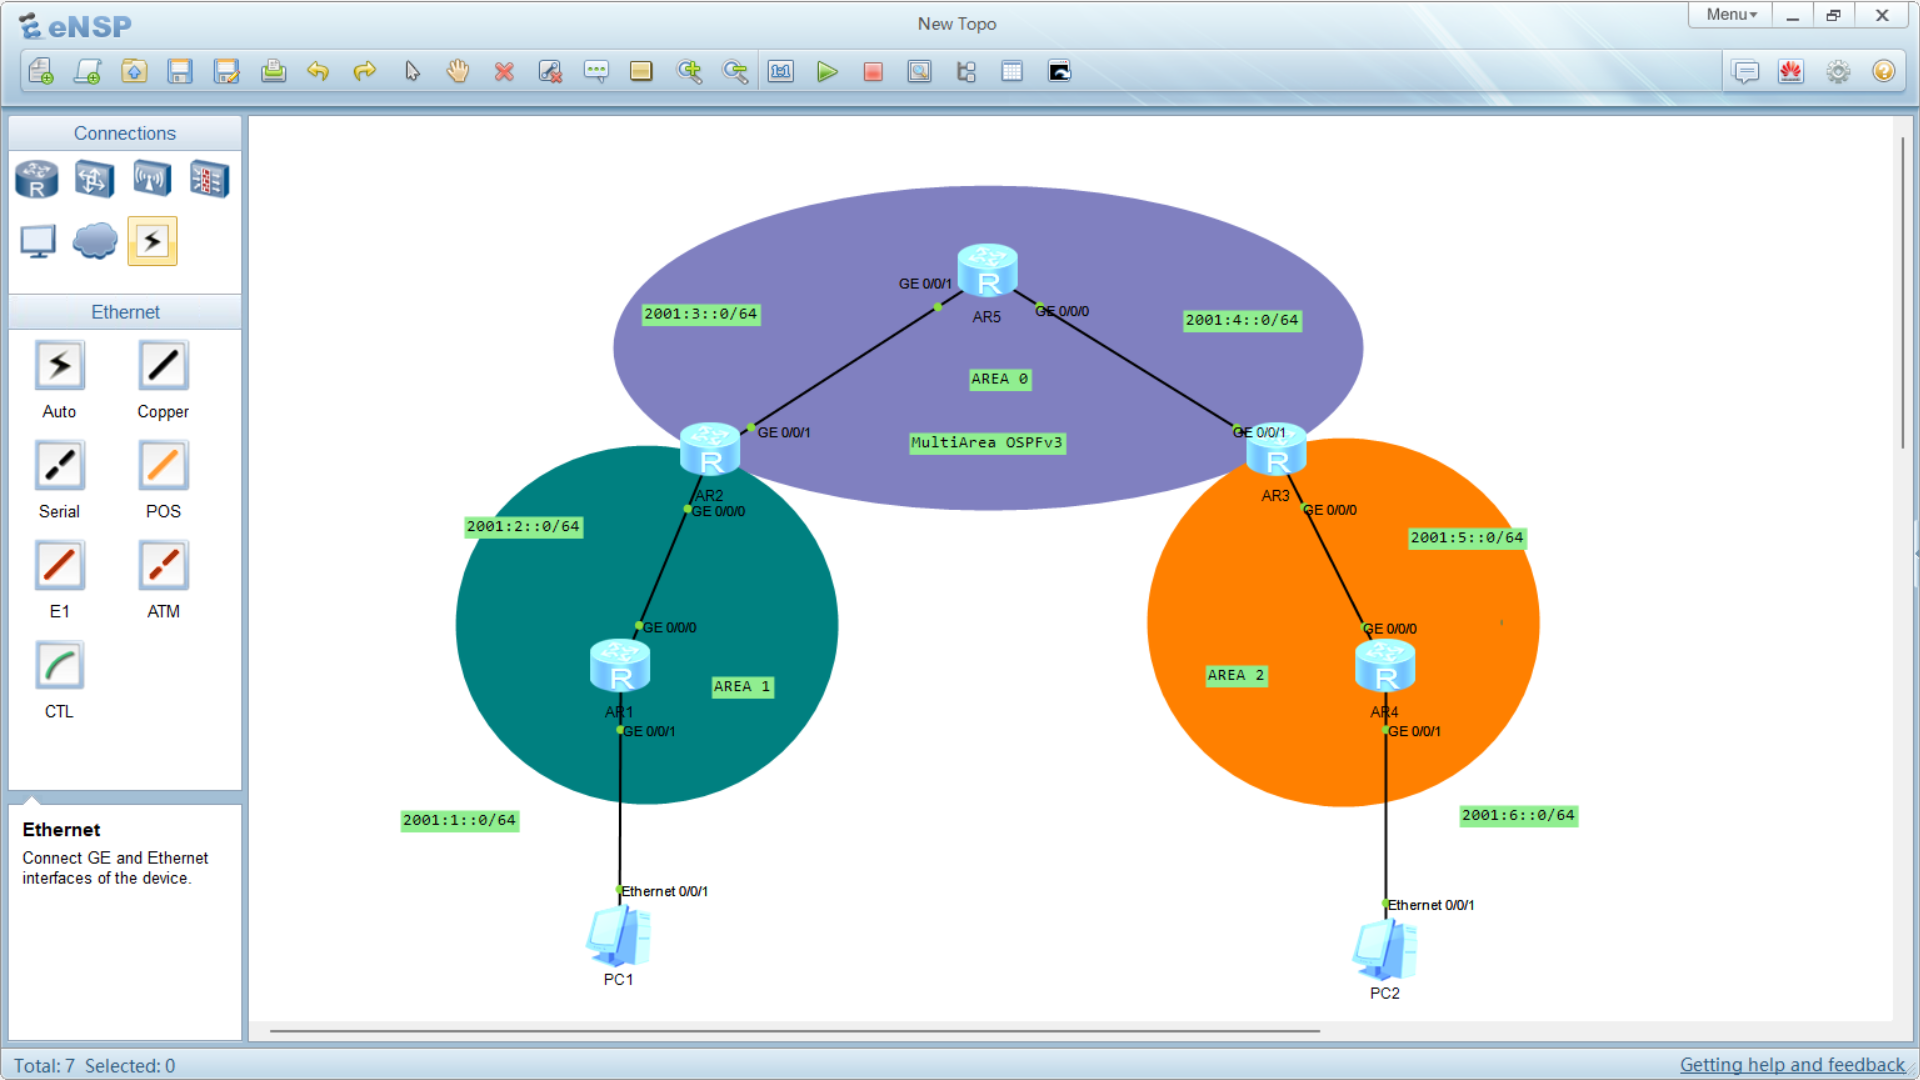 eNSP
New Topo
Menu
Connections
Ethernet
Auto
Copper
Serial
POS
E1
ATM
CTL
Ethernet
Connect GE and Ethernet
interfaces of the device.
GE 0/0/1
AR5
GE 0/0/0
2001:3::0/64
2001:4::0/64
AREA 0
MultiArea OSPFv3
GE 0/0/1
GE 0/0/1
AR2
GE 0/0/0
AR3
GE 0/0/0
2001:2::0/64
2001:5::0/64
GE 0/0/0
GE 0/0/0
AREA 1
AREA 2
AR1
GE 0/0/1
AR4
GE 0/0/1
2001:1::0/64
2001:6::0/64
Ethernet 0/0/1
PC1
Ethernet 0/0/1
PC2
Total: 7 Selected: 0
Getting help and feedback